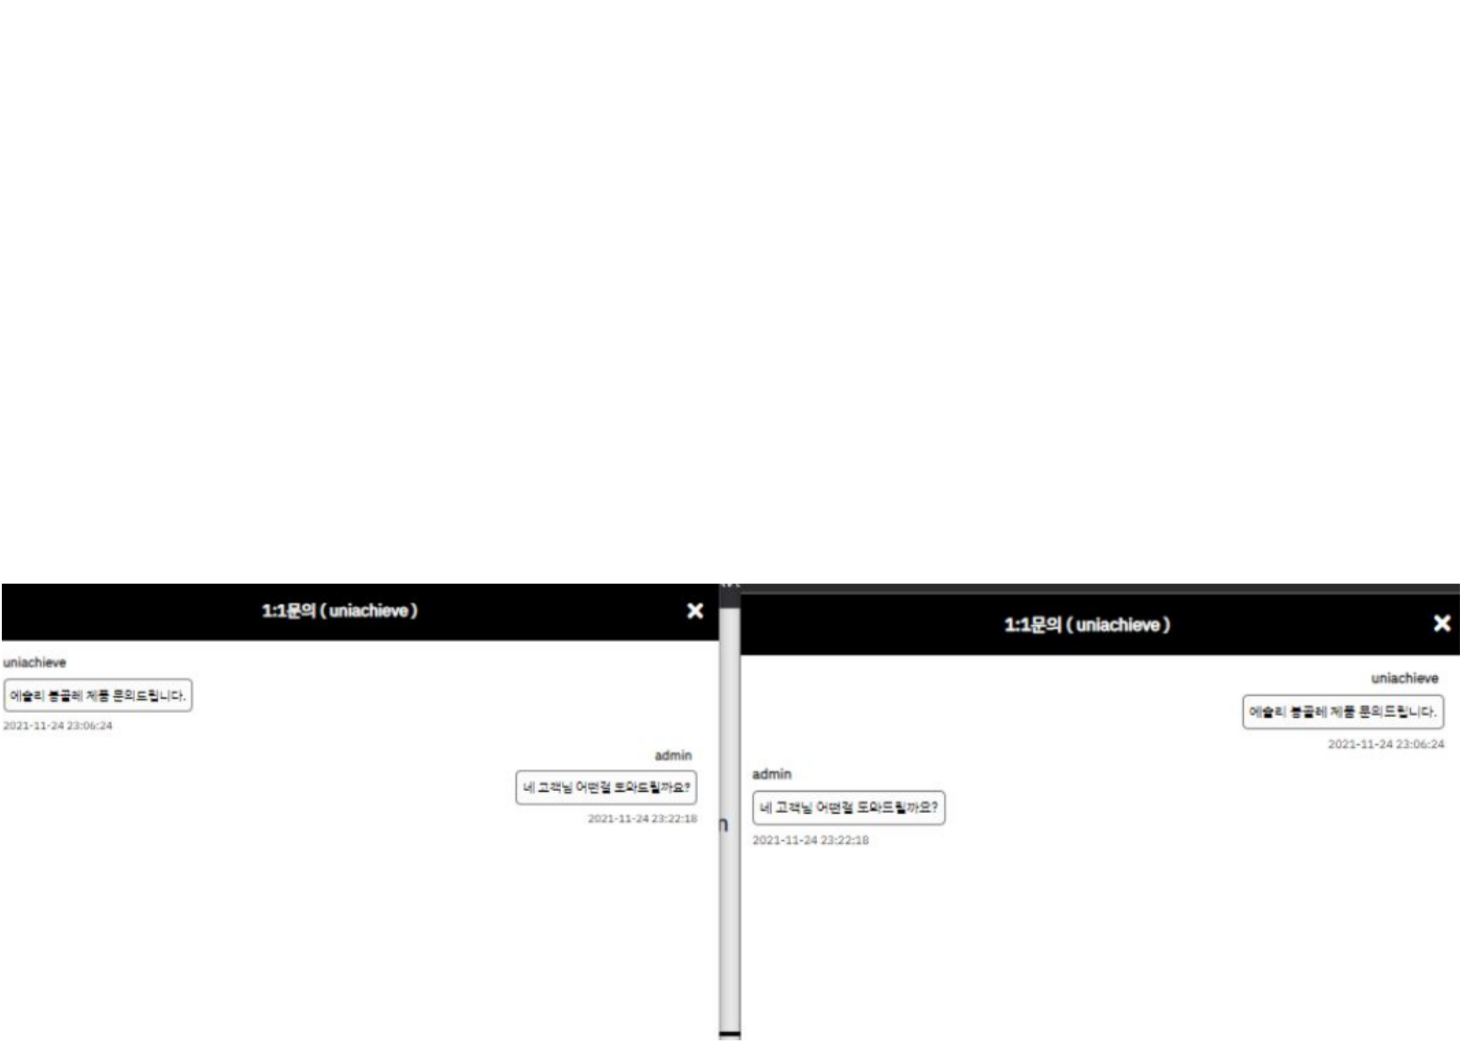 1:1문의 ( uniachieve )
uniachieve
에슐리 봉골레 제품 문의드립니다.
2021-11-24 23:06:24
admin
네 고객님 어떤걸 도와드릴까요?
2021-11-24 23:22:18
n
1:1문의 ( uniachieve )
uniachieve
에슐리 봉골레 제품 문의드립니다.
2021-11-24 23:06:24
admin
네 고객님 어떤걸 도와드릴까요?
2021-11-24 23:22:18